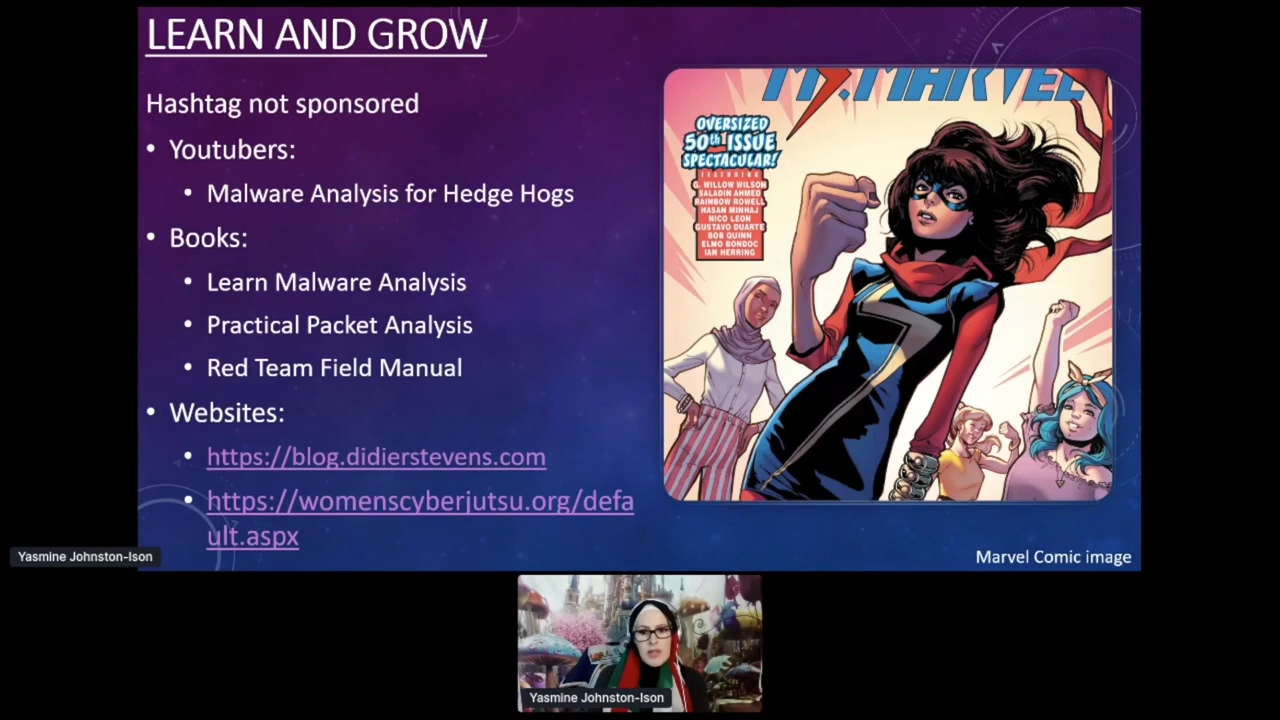 LEARN AND GROW
Hashtag not sponsored
• Youtubers:
• Malware Analysis for Hedge Hogs
• Books:
• Learn Malware Analysis
• Practical Packet Analysis
• Red Team Field Manual
• Websites:
• https://blog.didierstevens.com
• https://womenscyberjutsu.org/defa
ult.aspx
MS.MARVEL
OVERSIZED
50th ISSUE
SPECTACULAR!
FEATURING
G. WILLOW WILSON
SALADIN AHMED
RAINBOW ROWELL
HASAN MINHAJ
NICO LEON
GUSTAVO DUARTE
BOB QUINN
ELMO BONDOC
IAN HERRING
Marvel Comic image
Yasmine Johnston-Ison
Yasmine Johnston-Ison